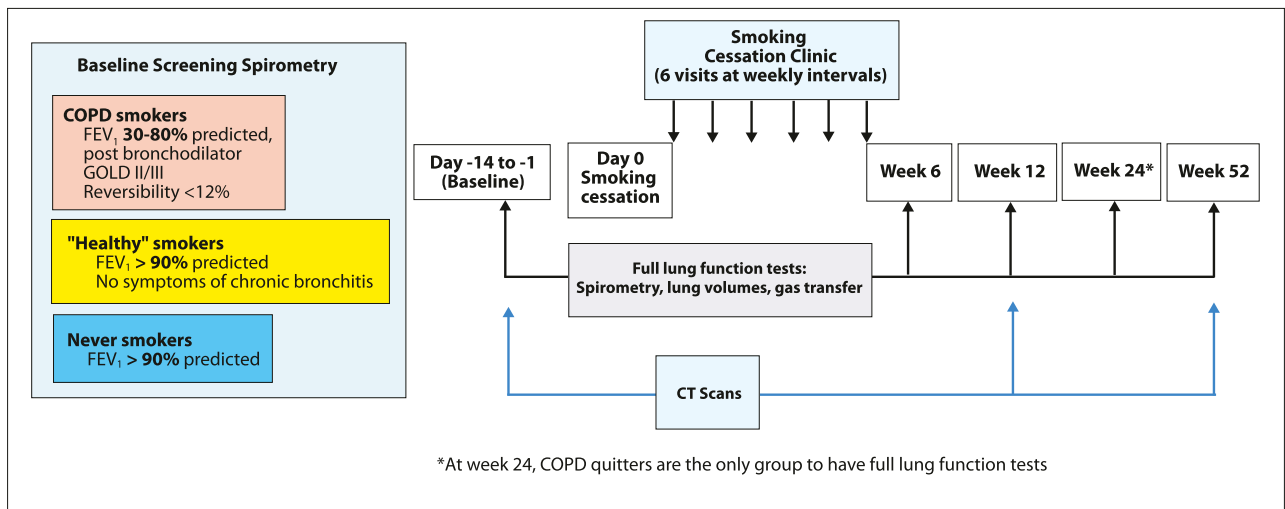 Baseline Screening Spirometry
COPD smokers
FEV₁ 30-80% predicted,
post bronchodilator
GOLD II/III
Reversibility <12%
"Healthy" smokers
FEV₁ > 90% predicted
No symptoms of chronic bronchitis
Never smokers
FEV₁ > 90% predicted
Smoking
Cessation Clinic
(6 visits at weekly intervals)
Day -14 to -1
(Baseline)
Day 0
Smoking
cessation
Week 6
Week 12
Week 24*
Week 52
Full lung function tests:
Spirometry, lung volumes, gas transfer
CT Scans
*At week 24, COPD quitters are the only group to have full lung function tests